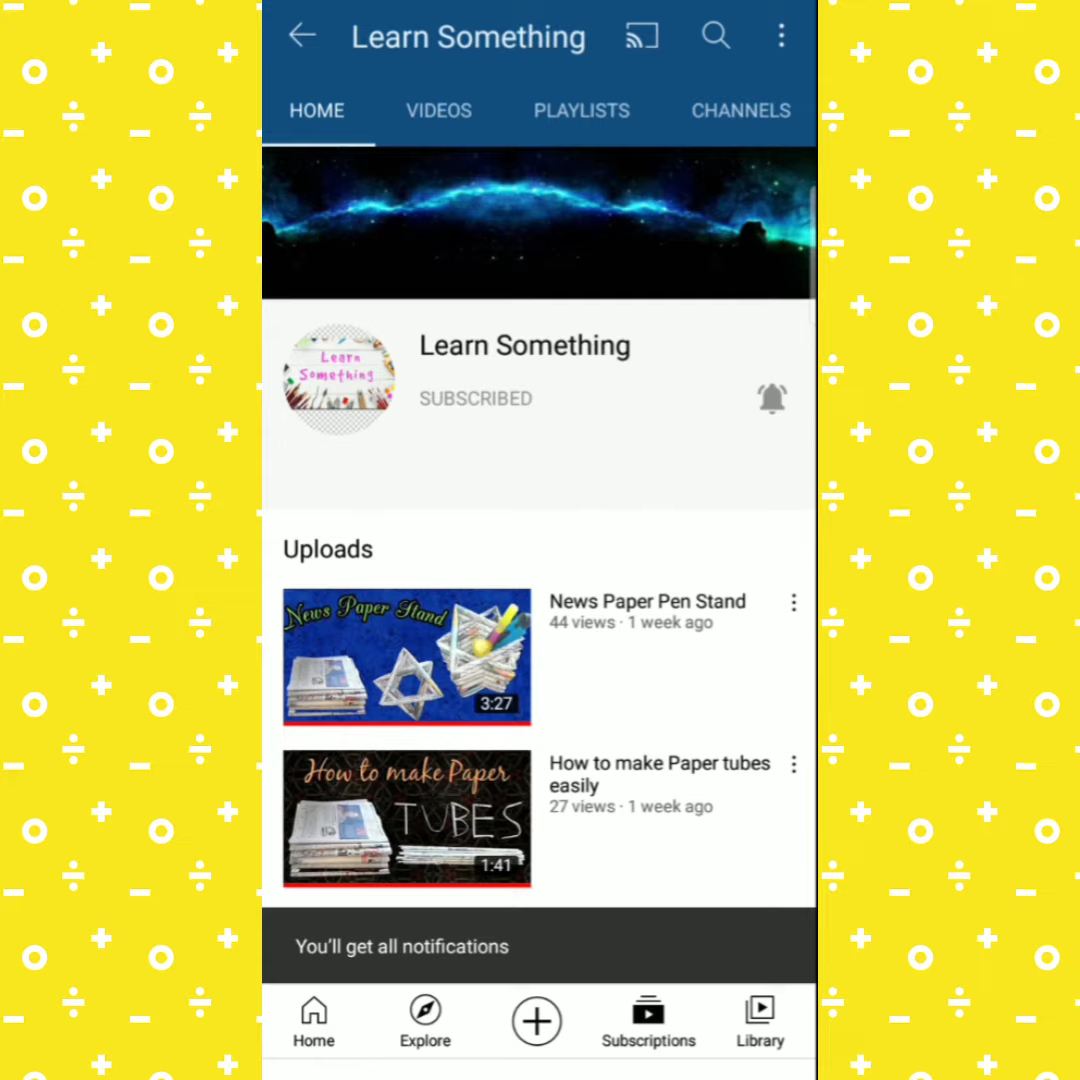 Learn Something
HOME VIDEOS PLAYLISTS CHANNELS
Learn
Something
Learn Something
SUBSCRIBED
Uploads
News Paper Stand
3:27
News Paper Pen Stand
44 views · 1 week ago
How to make Paper
TUBES
1:41
How to make Paper tubes
easily
27 views · 1 week ago
You'll get all notifications
Home Explore Subscriptions Library